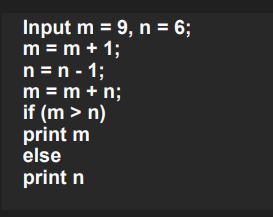 Input m = 9, n = 6;
m = m + 1;
n = n - 1;
m = m + n;
if (m > n)
print m
else
print n